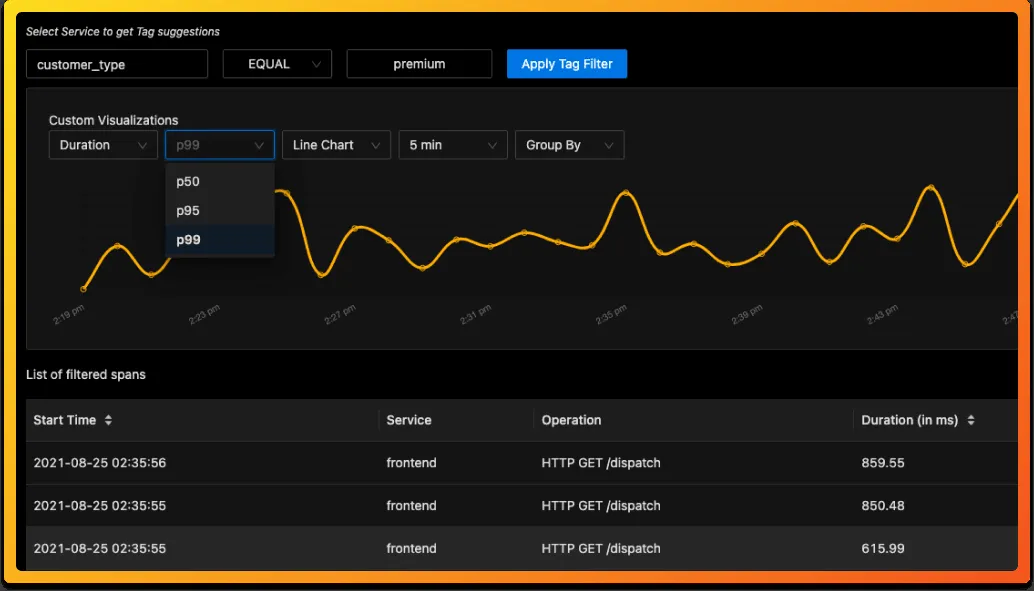 Select Service to get Tag suggestions
customer_type EQUAL premium Apply Tag Filter
Custom Visualizations
Duration p99 Line Chart 5 min Group By
p50
p95
p99
2:19 pm 2:23 pm 2:27 pm 2:31 pm 2:35 pm 2:39 pm 2:43 pm 2:47
List of filtered spans
Start Time Service Operation Duration (in ms)
2021-08-25 02:35:56 frontend HTTP GET /dispatch 859.55
2021-08-25 02:35:55 frontend HTTP GET /dispatch 850.48
2021-08-25 02:35:55 frontend HTTP GET /dispatch 615.99